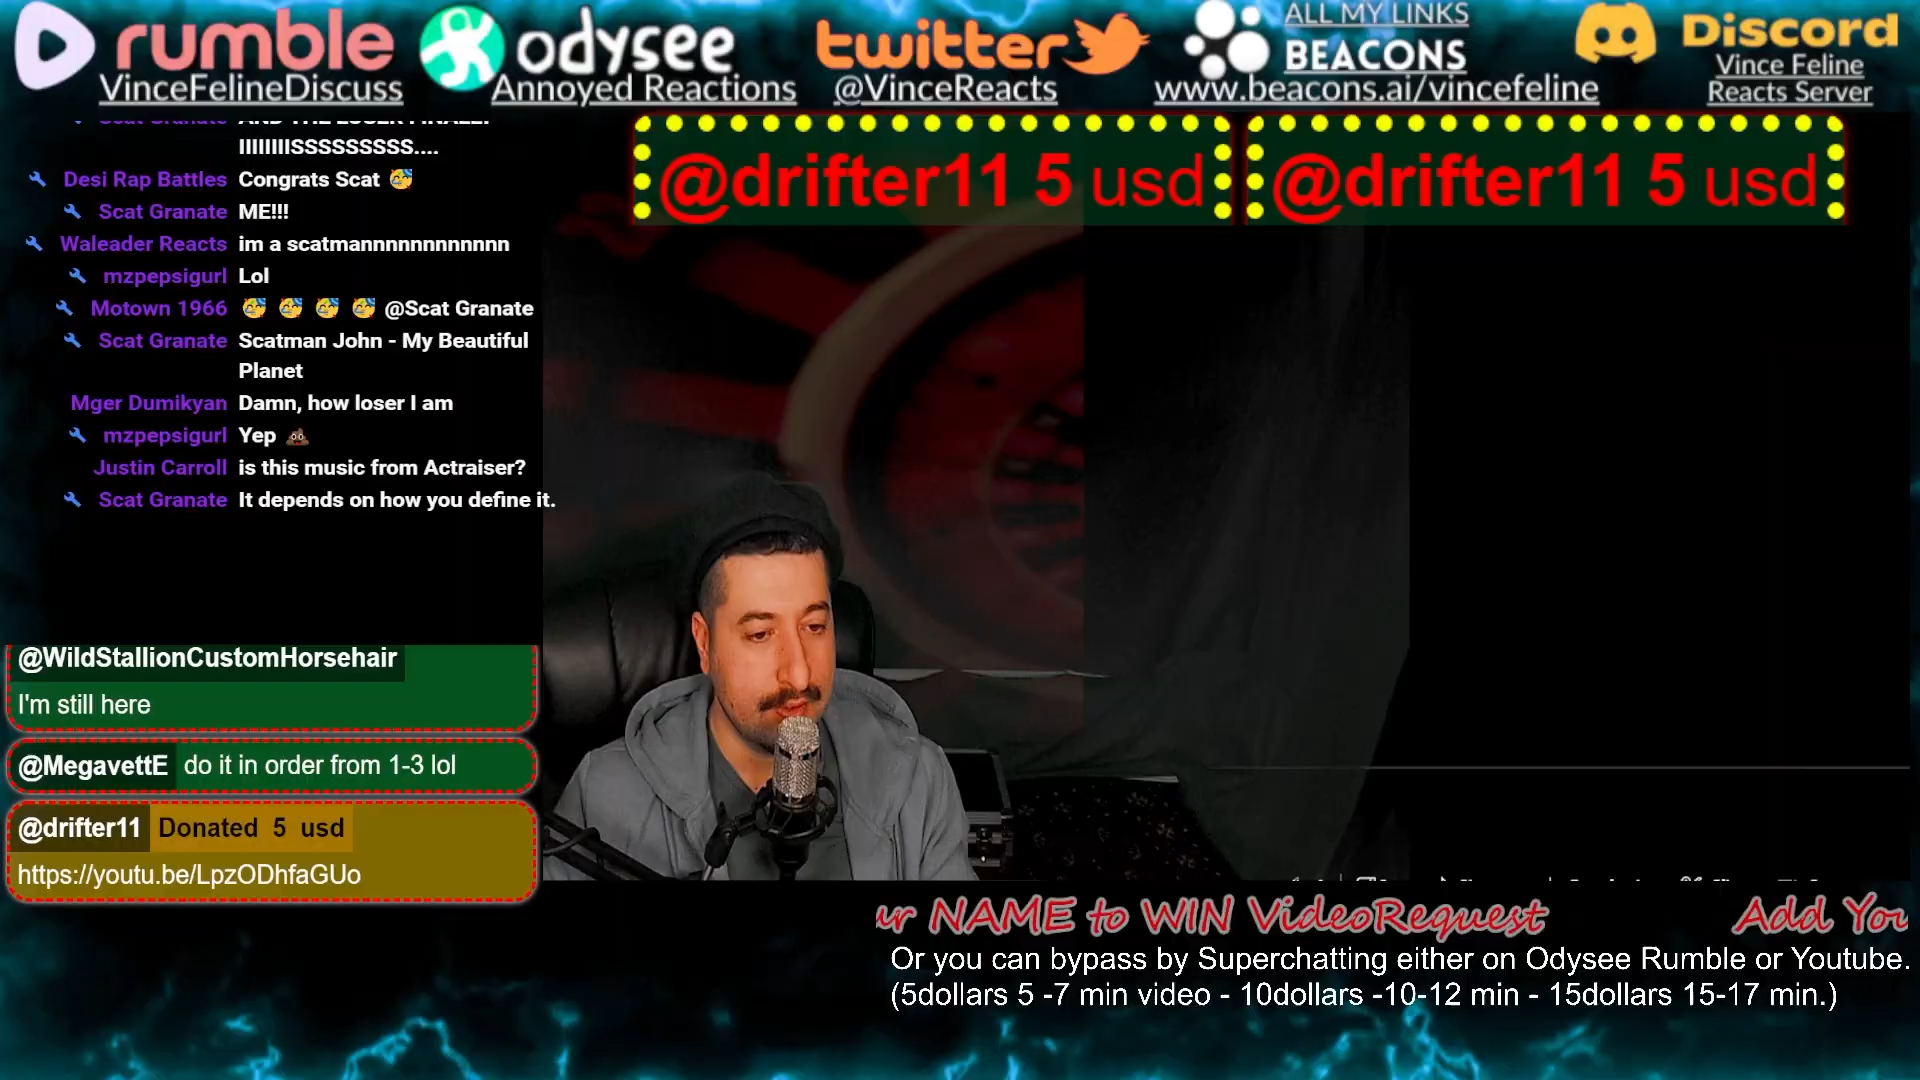 rumble
VinceFelineDiscuss
odysee
Annoyed Reactions
twitter
@VinceReacts
ALL MY LINKS
BEACONS
www.beacons.ai/vincefeline
Discord
Vince Feline
Reacts Server
Scat Granate AND THE LOSER FINALL!
IIIIIIIISSSSSSSSS....
Desi Rap Battles Congrats Scat 🥳
Scat Granate ME!!!
Waleader Reacts im a scatmannnnnnnnnnnn
mzpepsigurl Lol
Motown 1966 🥳 🥳 🥳 🥳 @Scat Granate
Scat Granate Scatman John - My Beautiful
Planet
Mger Dumikyan Damn, how loser I am
mzpepsigurl Yep 💩
Justin Carroll is this music from Actraiser?
Scat Granate It depends on how you define it.
@drifter11 5 usd
@drifter11 5 usd
@WildStallionCustomHorsehair
I'm still here
@MegavettE do it in order from 1-3 lol
@drifter11 Donated 5 usd
https://youtu.be/LpzODhfaGUo
ur NAME to WIN VideoRequest Add You
Or you can bypass by Superchatting either on Odysee Rumble or Youtube.
(5dollars 5 -7 min video - 10dollars -10-12 min - 15dollars 15-17 min.)